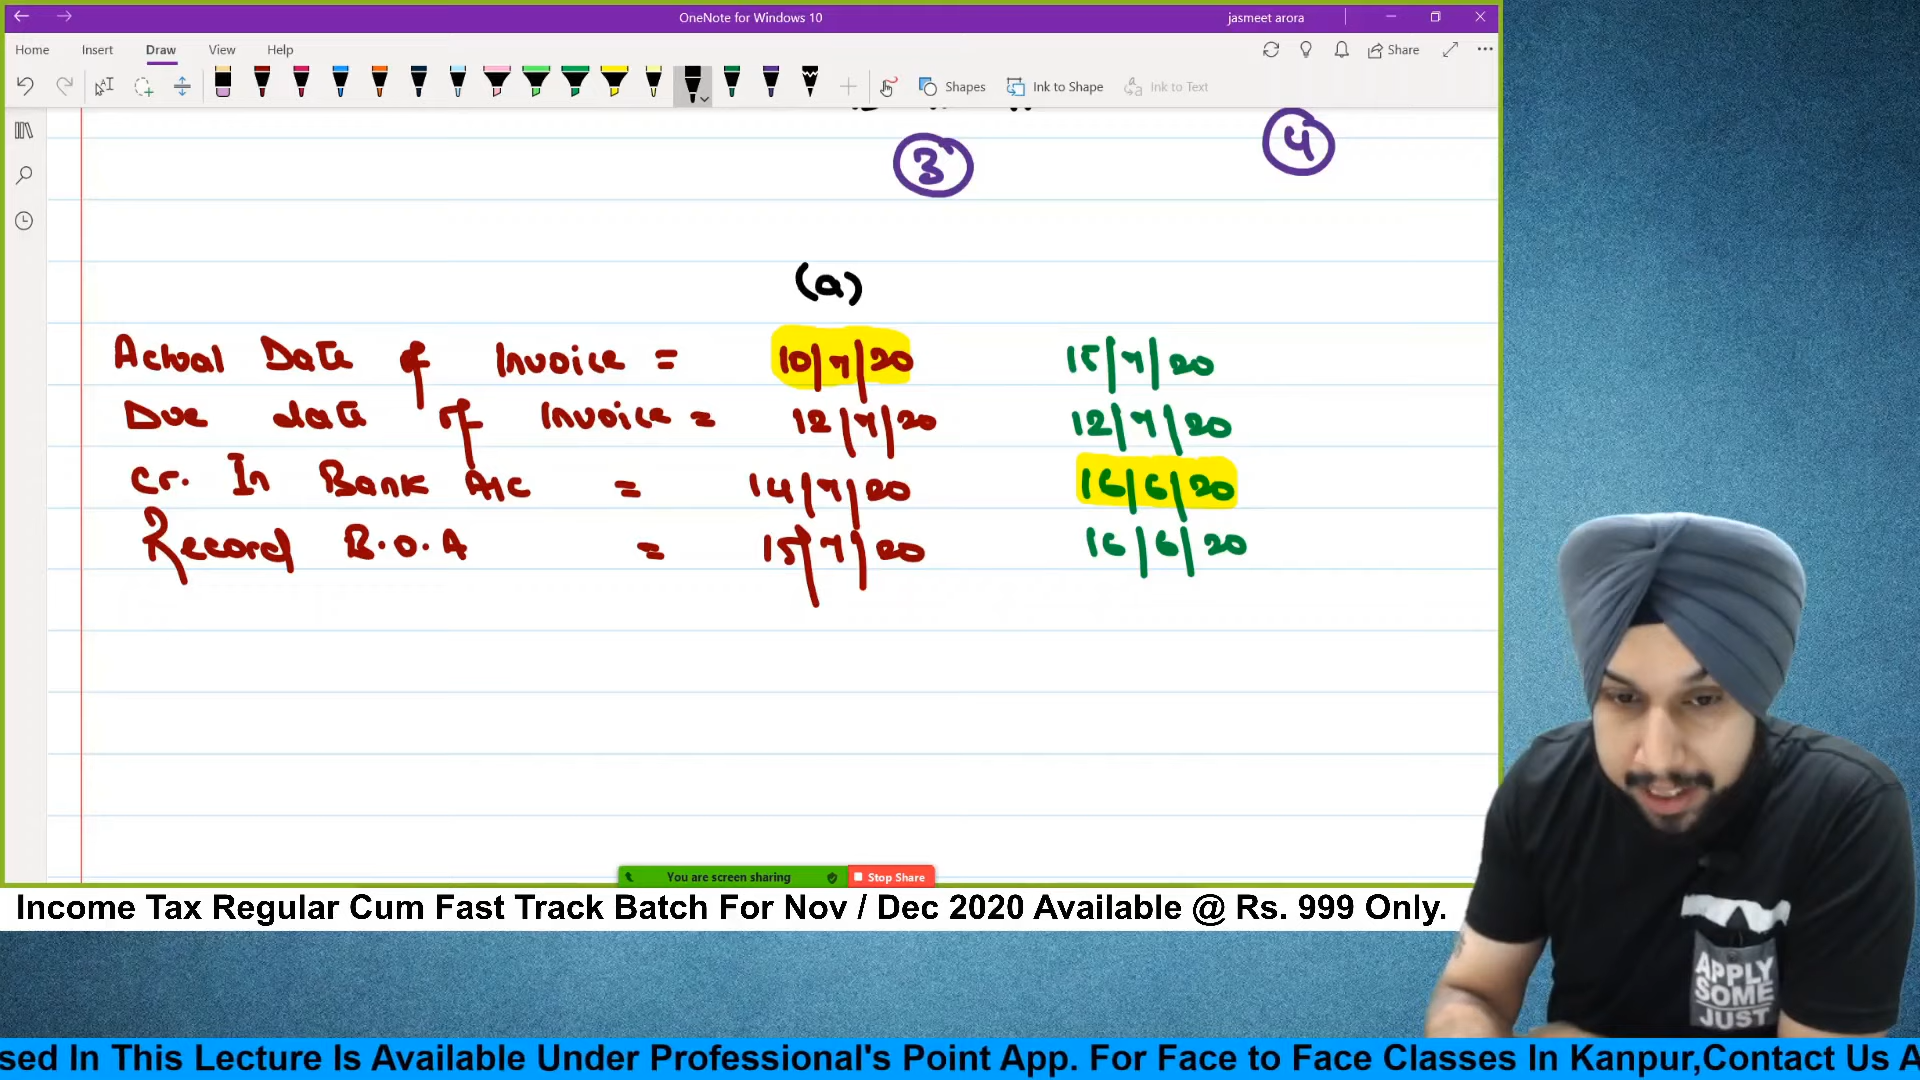 OneNote for Windows 10
jasmeet arora
Home Insert Draw View Help
Share
Shapes
Ink to Shape
Ink to Text
3
4
(a)
Actual Date of Invoice = 10/7/20 15/7/20
Due date of Invoice = 12/7/20 12/7/20
Cr. In Bank A/c = 14/7/20 16/6/20
Record B.O.A = 15/7/20 16/6/20
You are screen sharing
Stop Share
Income Tax Regular Cum Fast Track Batch For Nov / Dec 2020 Available @ Rs. 999 Only.
APPLY
SOME
JUST
sed In This Lecture Is Available Under Professional's Point App. For Face to Face Classes In Kanpur,Contact Us A